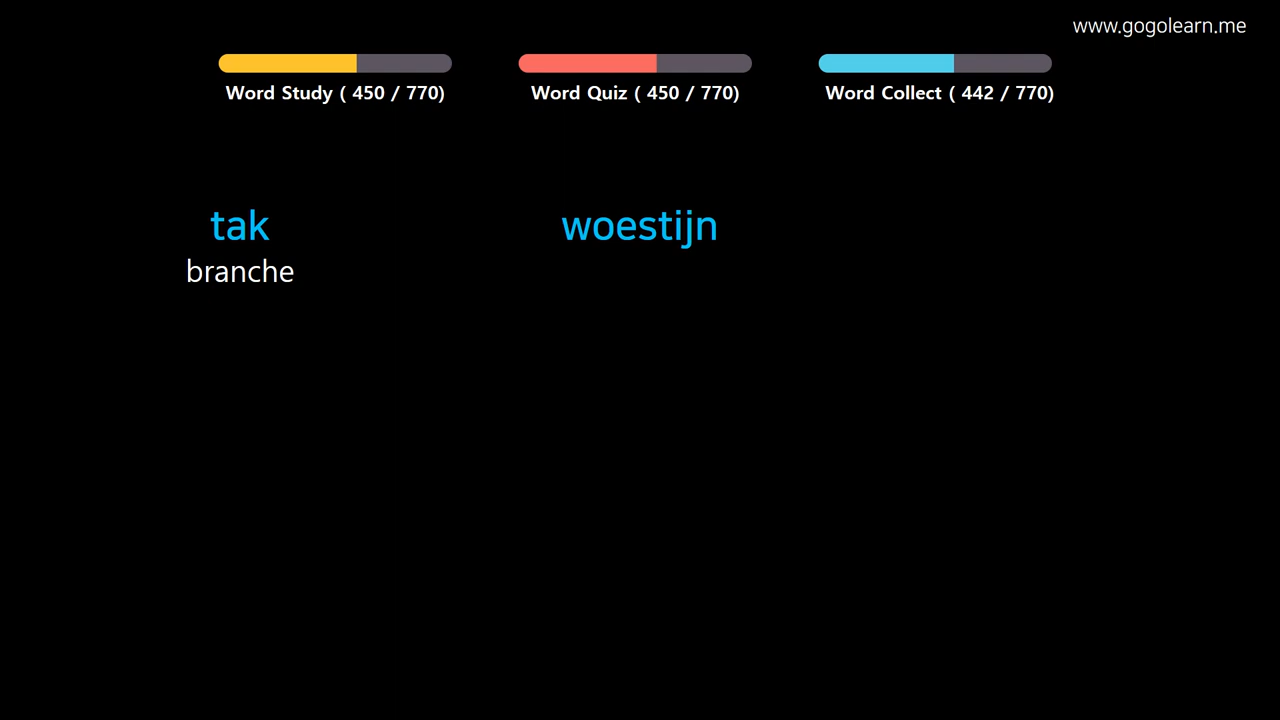 www.gogolearn.me
Word Study ( 450 / 770)
Word Quiz ( 450 / 770)
Word Collect ( 442 / 770)
tak
branche
woestijn